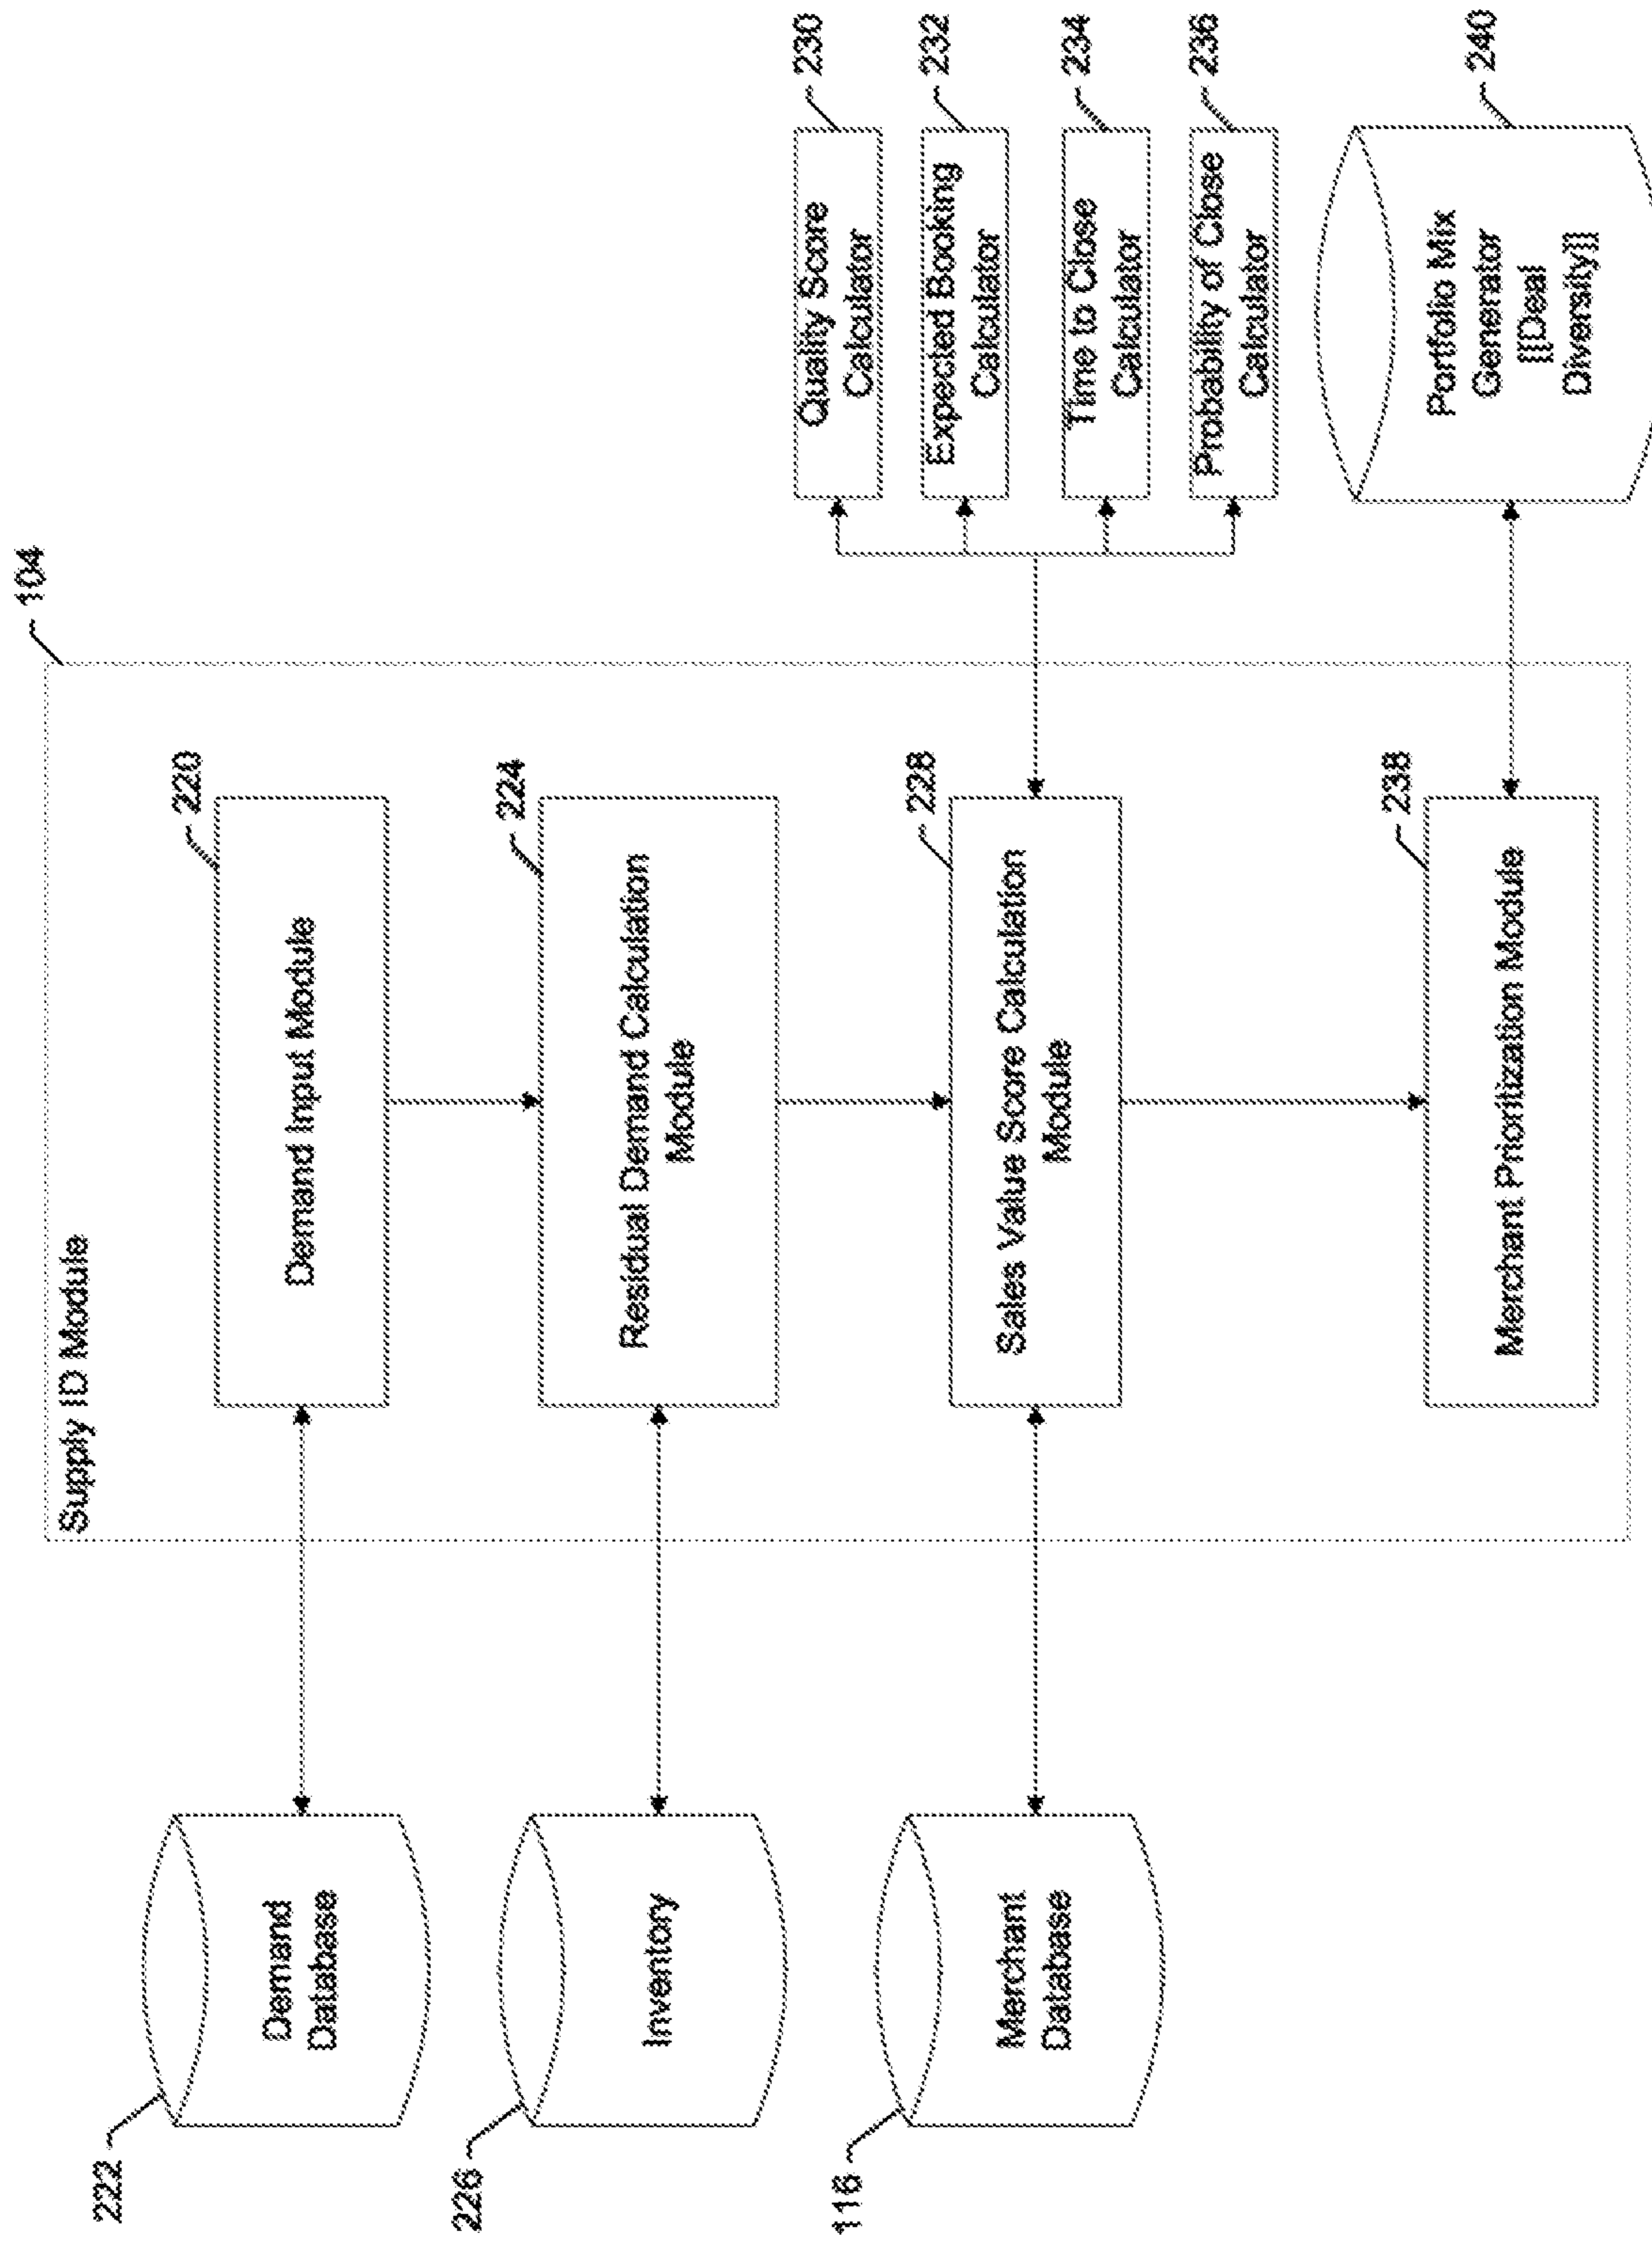 104
Supply ID Module
222
Demand
Database
220
Demand Input Module
226
Inventory
224
Residual Demand Calculation
Module
116
Merchant
Database
228
Sales Value Score Calculation
Module
230
Quality Score
Calculator
232
Expected Booking
Calculator
234
Time to Close
Calculator
236
Probability of Close
Calculator
238
Merchant Prioritization Module
240
Portfolio Mix
Generator
[[Deal
Diversity]]